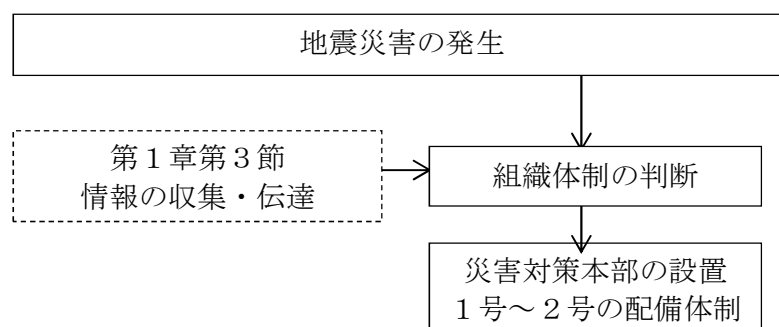 地震災害の発生
第１章第３節
情報の収集・伝達
組織体制の判断
災害対策本部の設置
１号～２号の配備体制